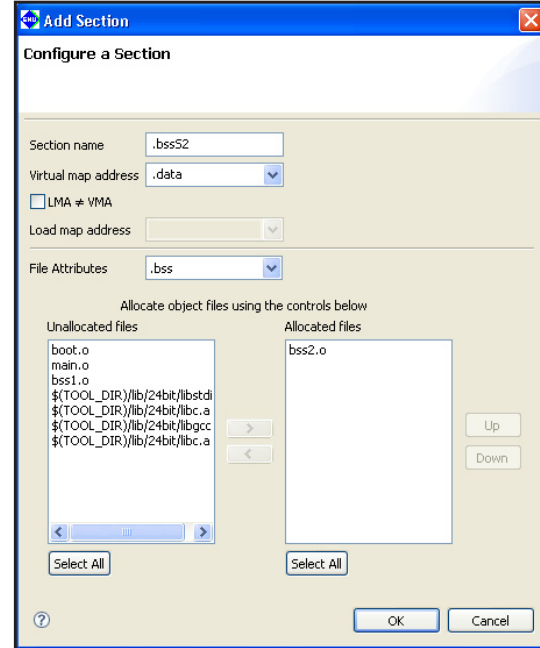 GNU Add Section
Configure a Section
Section name .bssS2
Virtual map address .data
LMA ≠ VMA
Load map address
File Attributes .bss
Allocate object files using the controls below
Unallocated files Allocated files
boot.o bss2.o
main.o
bss1.o
$(TOOL_DIR)/lib/24bit/libstdi
$(TOOL_DIR)/lib/24bit/libc.a
$(TOOL_DIR)/lib/24bit/libgcc
$(TOOL_DIR)/lib/24bit/libc.a
> Up
< Down
Select All Select All
? OK Cancel